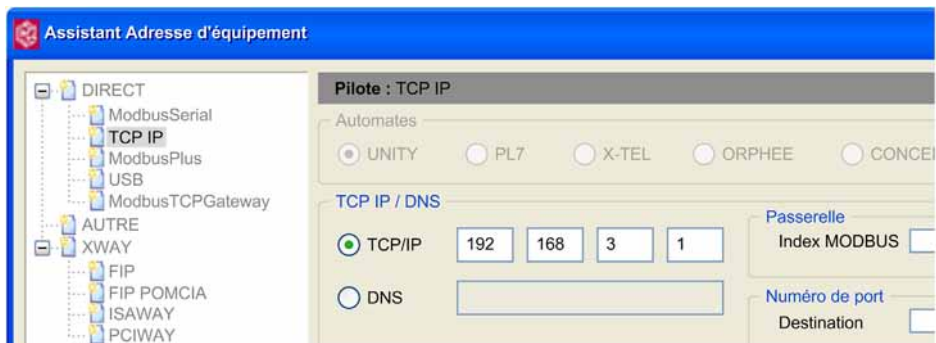 Assistant Adresse d'équipement
DIRECT
ModbusSerial
TCP IP
ModbusPlus
USB
ModbusTCPGateway
AUTRE
XWAY
FIP
FIP POMCIA
ISAWAY
PCIWAY
Pilote : TCP IP
Automates
UNITY PL7 X-TEL ORPHEE
TCP IP / DNS
TCP/IP 192 168 3 1
DNS
Passerelle
Index MODBUS
Numéro de port
Destination